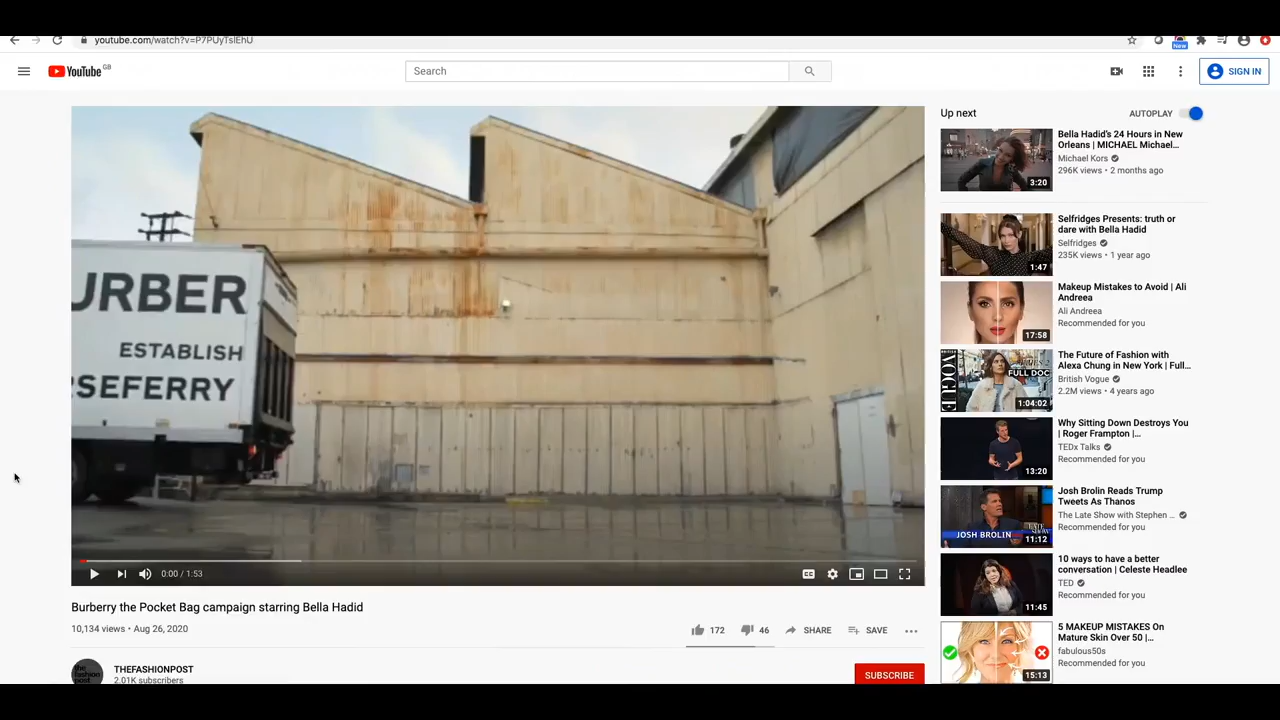 youtube.com/watch?v=P7PUyTsIEhU
New
YouTube GB
Search
SIGN IN
URBER
ESTABLISH
SEFERRY
0:00 / 1:53
CC
Burberry the Pocket Bag campaign starring Bella Hadid
10,134 views • Aug 26, 2020
172
46
SHARE
SAVE
the fashion post
THEFASHIONPOST
2.01K subscribers
SUBSCRIBE
Up next
AUTOPLAY
3:20
Bella Hadid's 24 Hours in New
Orleans | MICHAEL Michael...
Michael Kors
296K views • 2 months ago
1:47
Selfridges Presents: truth or
dare with Bella Hadid
Selfridges
235K views • 1 year ago
17:58
Makeup Mistakes to Avoid | Ali
Andreea
Ali Andreea
Recommended for you
VOGUE
FULL DOC
1:04:02
The Future of Fashion with
Alexa Chung in New York | Full...
British Vogue
2.2M views • 4 years ago
13:20
Why Sitting Down Destroys You
| Roger Frampton |...
TEDx Talks
Recommended for you
JOSH BROLIN
11:12
Josh Brolin Reads Trump
Tweets As Thanos
The Late Show with Stephen ...
Recommended for you
11:45
10 ways to have a better
conversation | Celeste Headlee
TED
Recommended for you
15:13
5 MAKEUP MISTAKES On
Mature Skin Over 50 |...
fabulous50s
Recommended for you